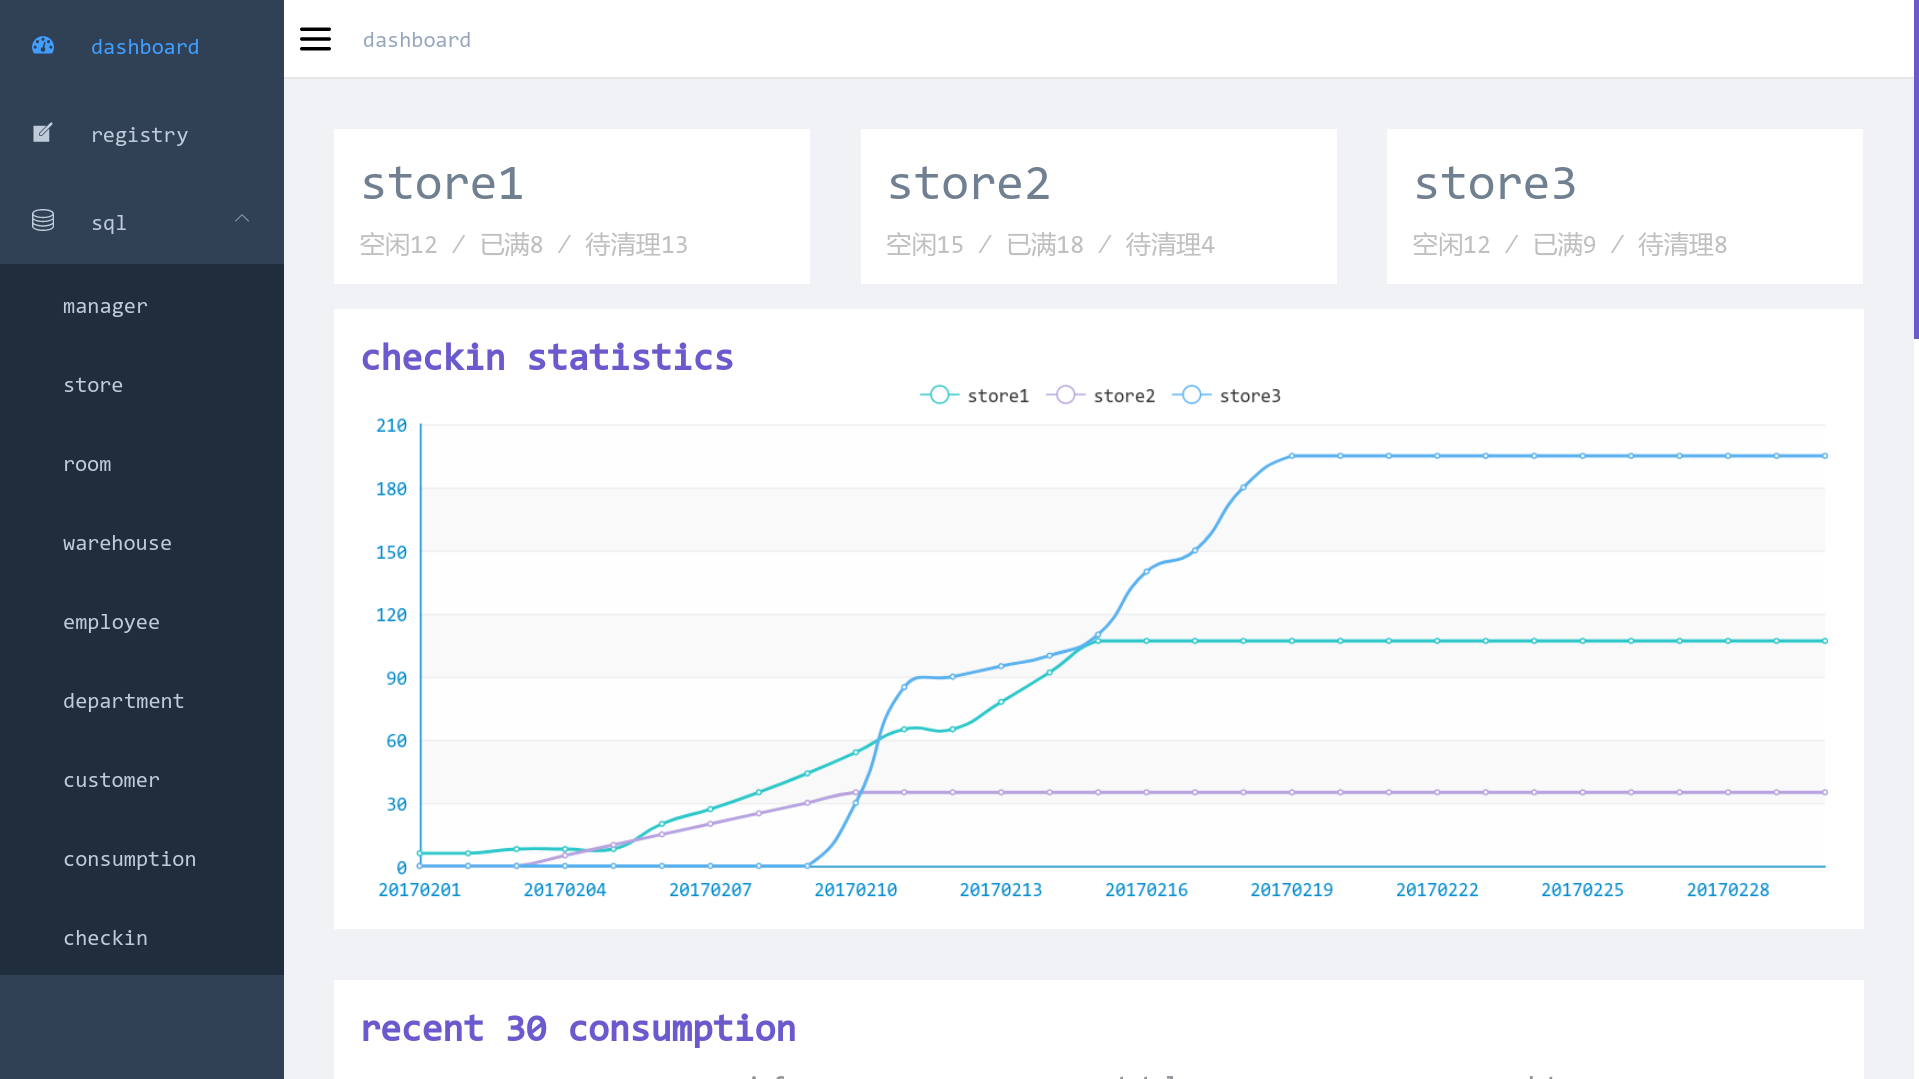 dashboard
registry
sql
manager
store
room
warehouse
employee
department
customer
consumption
checkin
dashboard
store1
空闲12 / 已满8 / 待清理13
store2
空闲15 / 已满18 / 待清理4
store3
空闲12 / 已满9 / 待清理8
checkin statistics
store1 store2 store3
210
180
150
120
90
60
30
0
20170201 20170204 20170207 20170210 20170213 20170216 20170219 20170222 20170225 20170228
recent 30 consumption